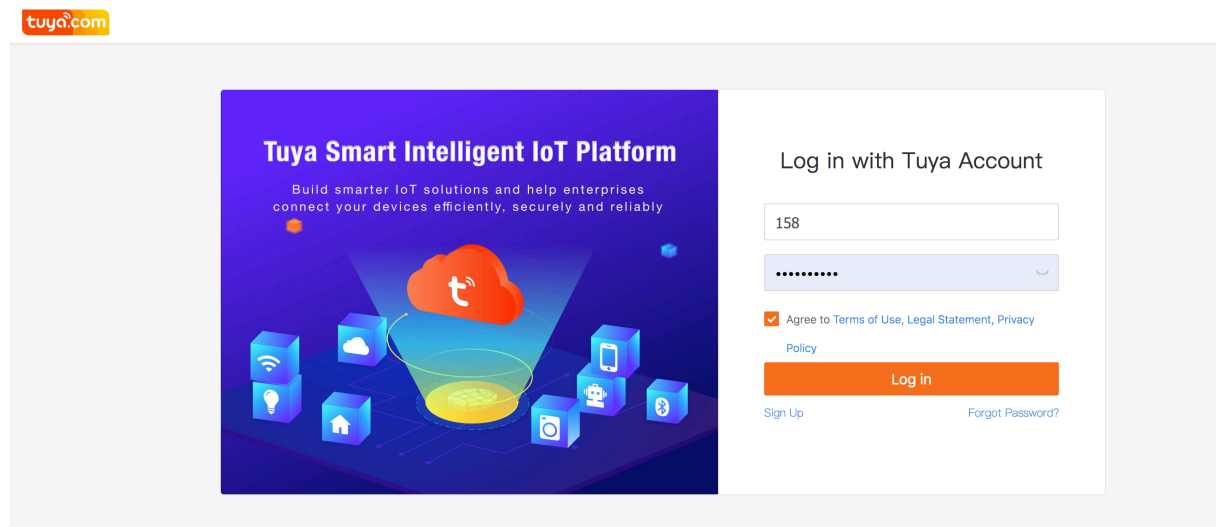 tuya.com
Tuya Smart Intelligent IoT Platform
Build smarter IoT solutions and help enterprises
connect your devices efficiently, securely and reliably
t
Log in with Tuya Account
158
••••••••••
Agree to Terms of Use, Legal Statement, Privacy
Policy
Log in
Sign Up
Forgot Password?